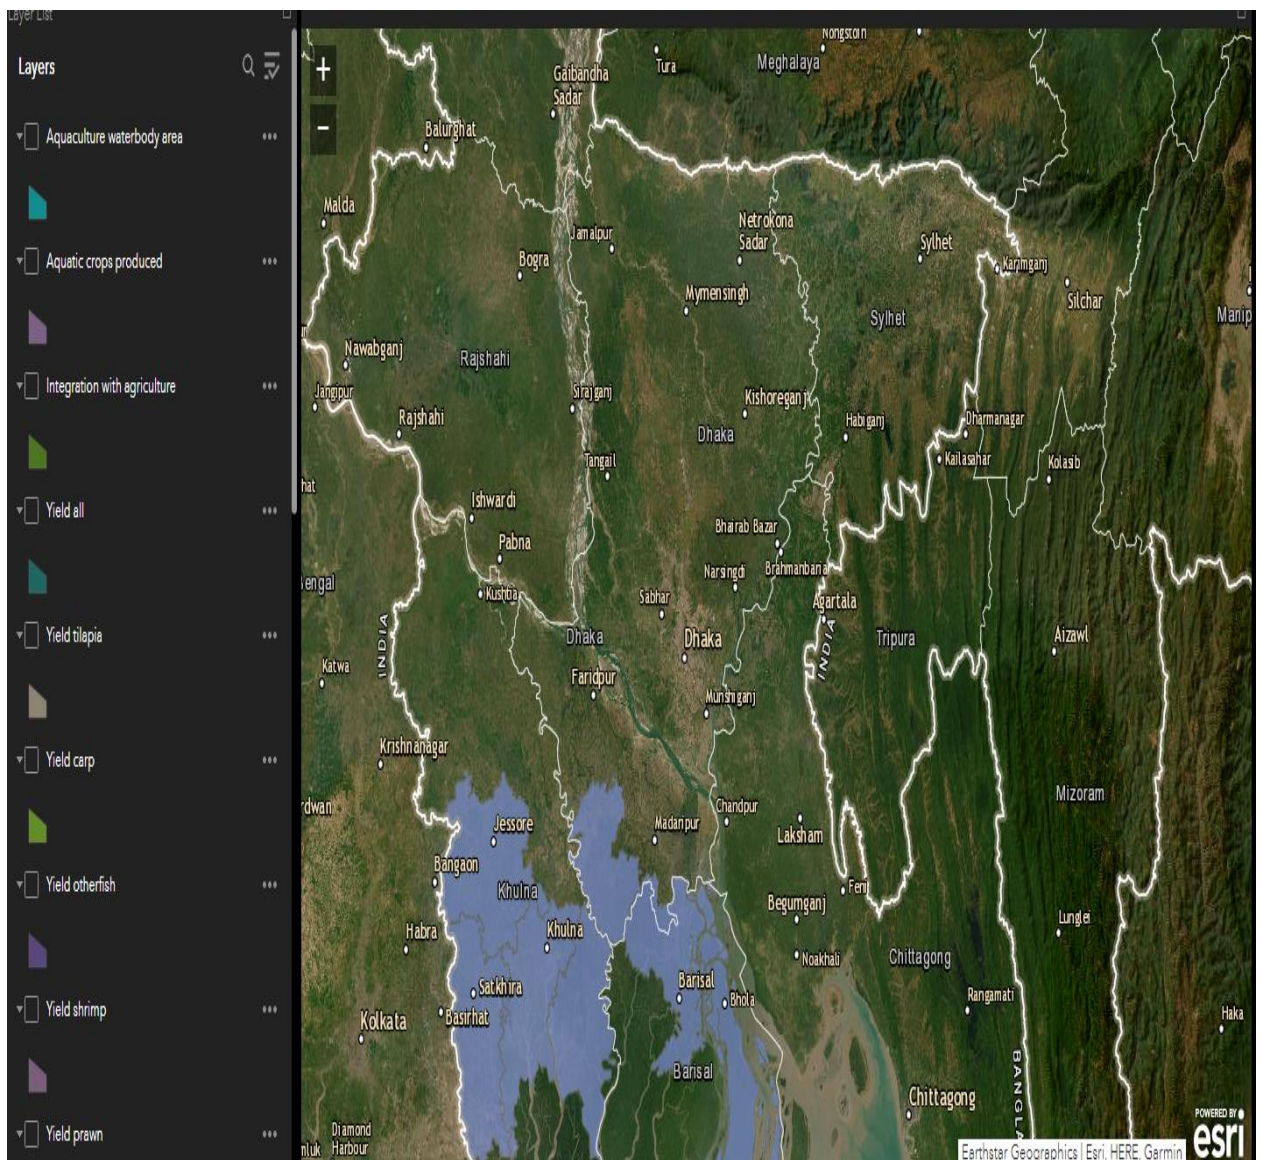 Layer List
Layers
Aquaculture waterbody area
Aquatic crops produced
Integration with agriculture
Yield all
Yield tilapia
Yield carp
Yield otherfish
Yield shrimp
Yield prawn
+
−
Nongstoin
Tura
Meghalaya
Gaibandha
Sadar
Balurghat
Malda
Jamalpur
Netrokona
Sadar
Sylhet
Karimganj
Bogra
Silchar
Mymensingh
Manip
Sylhet
Nawabganj
Rajshahi
Jangipur
Sirajganj
Kishoreganj
Rajshahi
Dhaka
Habiganj
Dharmanagar
Tangail
Kailasahar
Kolasib
hat
Ishwardi
Bhairab Bazar
Pabna
Narsingdi
Brahmanbaria
engal
Kushtia
Sabhar
Agartala
INDIA
Dhaka
Dhaka
INDIA
Tripura
Aizawl
Katwa
Faridpur
Munshiganj
Krishnanagar
Mizoram
rdwan
Jessore
Madaripur
Chandpur
Laksham
Bangaon
Khulna
Feni
Begumganj
Lunglei
Habra
Khulna
Noakhali
Chittagong
Satkhira
Barisal
Bhola
Rangamati
Kolkata
Basirhat
Haka
Barisal
BANGLA
Chittagong
Diamond
Harbour
mluk
POWERED BY
esri
Earthstar Geographics | Esri, HERE, Garmin